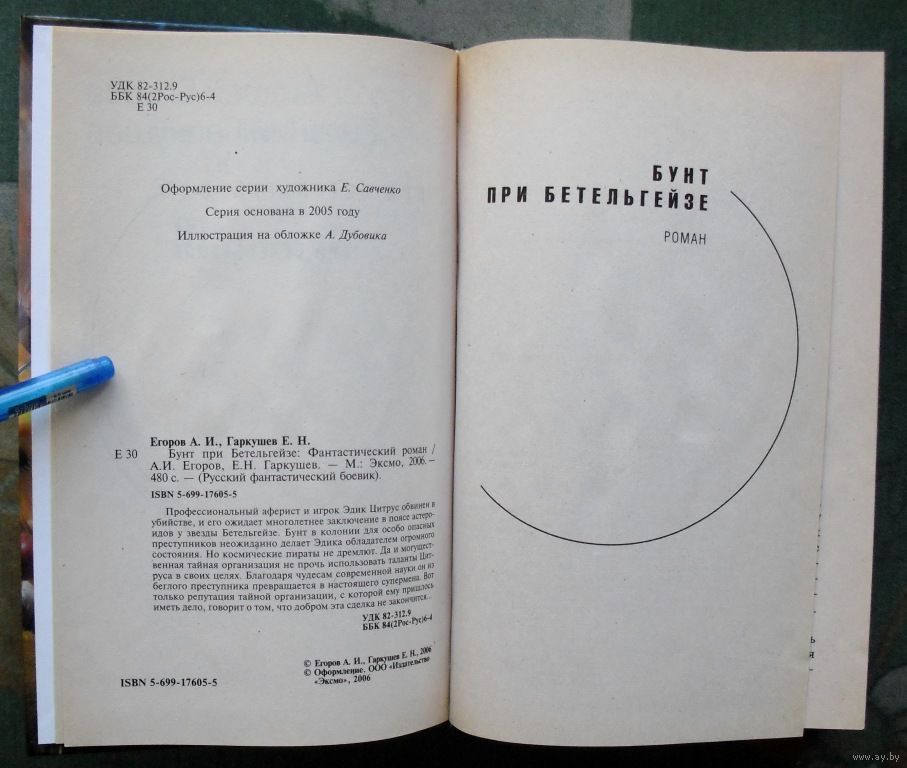 УДК 82-312.9
ББК 84(2Рос-Рус)6-4
Е 30
Оформление серии художника Е. Савченко
Серия основана в 2005 году
Иллюстрация на обложке А. Дубовика
Егоров А. И., Гаркушев Е. Н.
Е 30 Бунт при Бетельгейзе: Фантастический роман /
А.И. Егоров, Е.Н. Гаркушев. — М.: Эксмо, 2006. —
480 с. — (Русский фантастический боевик).
ISBN 5-699-17605-5
Профессиональный аферист и игрок Эдик Цитрус обвинен в
убийстве, и его ожидает многолетнее заключение в поясе астеро-
идов у звезды Бетельгейзе. Бунт в колонии для особо опасных
преступников неожиданно делает Эдика обладателем огромного
состояния. Но космические пираты не дремлют. Да и могущест-
венная тайная организация не прочь использовать таланты Цит-
руса в своих целях. Благодаря чудесам современной науки он из
беглого преступника превращается в настоящего супермена. Вот
только репутация тайной организации, с которой ему пришлось
иметь дело, говорит о том, что добром эта сделка не закончится...
УДК 82-312.9
ББК 84(2Рос-Рус)6-4
© Егоров А. И., Гаркушев Е. Н., 2006
© Оформление. ООО «Издательство
«Эксмо», 2006
ISBN 5-699-17605-5
БУНТ
ПРИ БЕТЕЛЬГЕЙЗЕ
РОМАН
www.ay.by